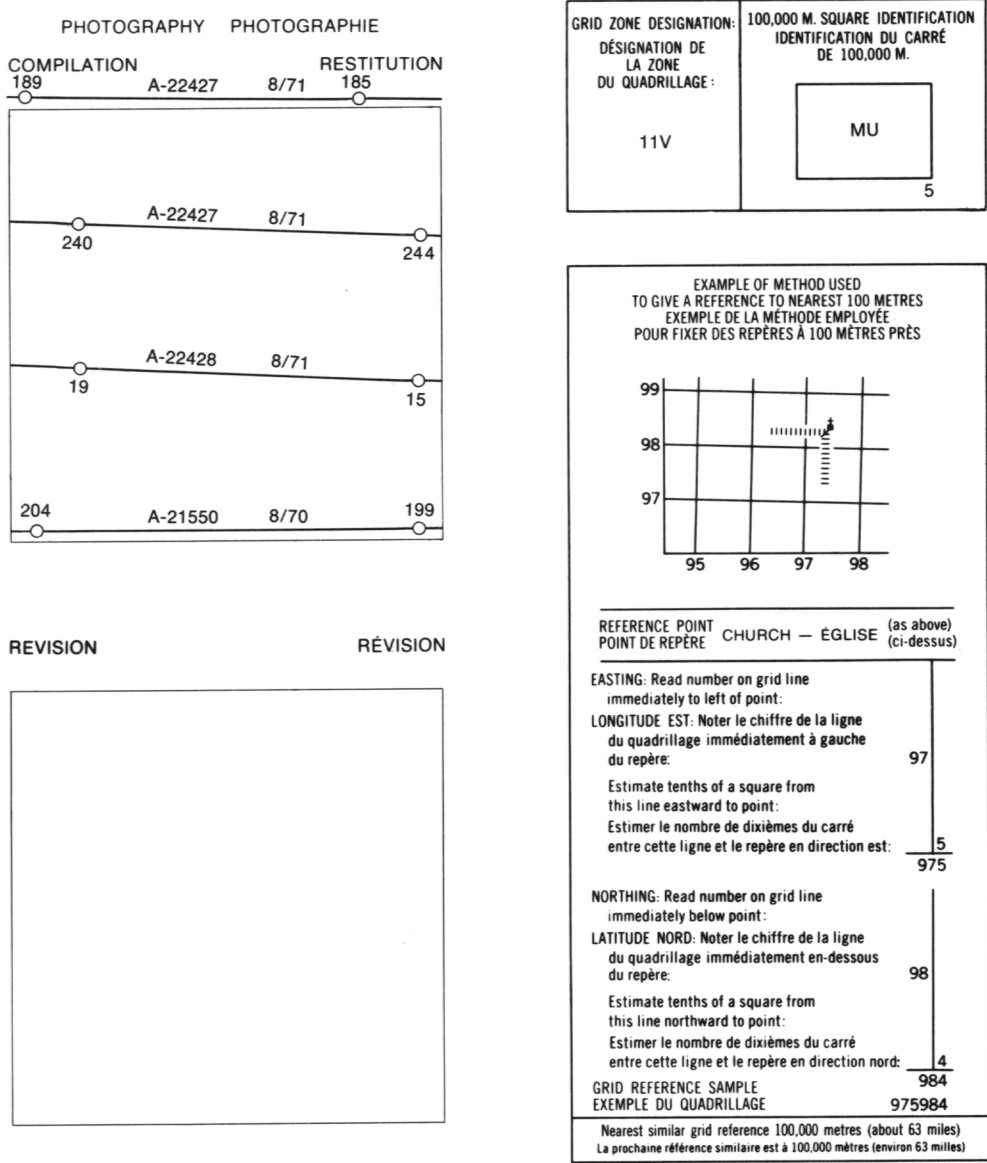 PHOTOGRAPHY PHOTOGRAPHIE
COMPILATION RESTITUTION
189 A-22427 8/71 185
A-22427 8/71
240 244
A-22428 8/71
19 15
204 A-21550 8/70 199
REVISION RÉVISION
GRID ZONE DESIGNATION:
DÉSIGNATION DE
LA ZONE
DU QUADRILLAGE :
11V
100,000 M. SQUARE IDENTIFICATION
IDENTIFICATION DU CARRÉ
DE 100,000 M.
MU
5
EXAMPLE OF METHOD USED
TO GIVE A REFERENCE TO NEAREST 100 METRES
EXEMPLE DE LA MÉTHODE EMPLOYÉE
POUR FIXER DES REPÈRES À 100 MÈTRES PRÈS
99
98
97
95 96 97 98
REFERENCE POINT
POINT DE REPÈRE
CHURCH — ÉGLISE
(as above)
(ci-dessus)
EASTING: Read number on grid line
immediately to left of point:
LONGITUDE EST: Noter le chiffre de la ligne
du quadrillage immédiatement à gauche
du repère: 97
Estimate tenths of a square from
this line eastward to point:
Estimer le nombre de dixièmes du carré
entre cette ligne et le repère en direction est: 5
975
NORTHING: Read number on grid line
immediately below point:
LATITUDE NORD: Noter le chiffre de la ligne
du quadrillage immédiatement en-dessous
du repère: 98
Estimate tenths of a square from
this line northward to point:
Estimer le nombre de dixièmes du carré
entre cette ligne et le repère en direction nord: 4
984
GRID REFERENCE SAMPLE
EXEMPLE DU QUADRILLAGE 975984
Nearest similar grid reference 100,000 metres (about 63 miles)
La prochaine référence similaire est à 100,000 mètres (environ 63 milles)